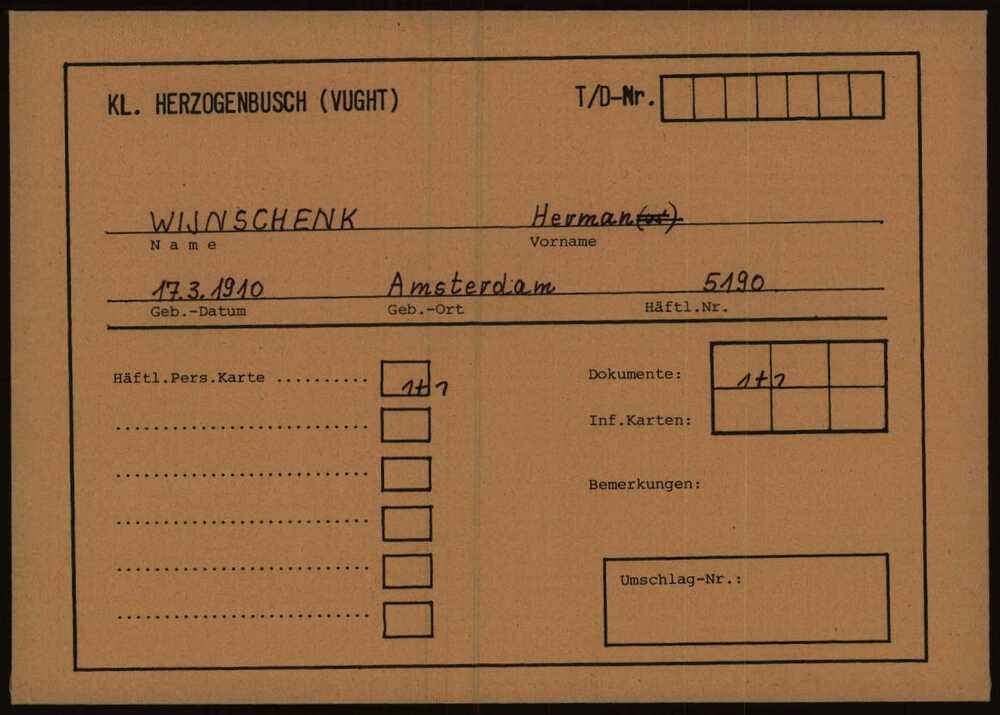 KL. HERZOGENBUSCH (VUGHT) T/D-Nr.
WIJNSCHENK Herman
Name Vorname
17.3.1910 Amsterdam 5190
Geb.-Datum Geb.-Ort Häftl.Nr.
Häftl.Pers.Karte .......... 1+1 Dokumente: 1+1
Inf.Karten:
Bemerkungen:
Umschlag-Nr.: